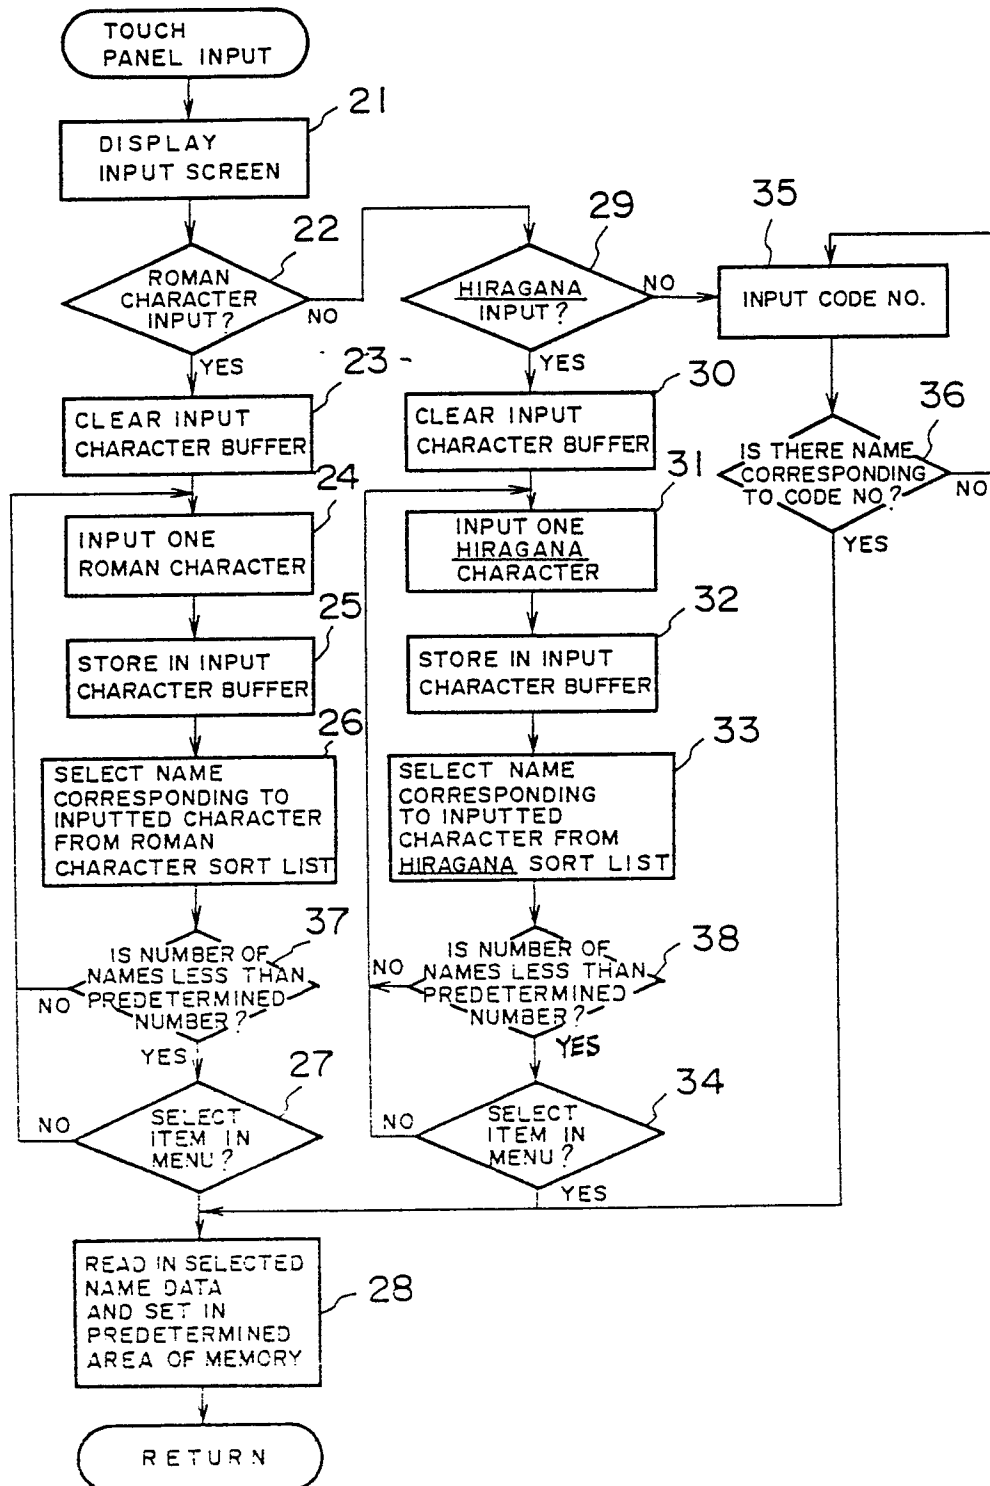 TOUCH
PANEL INPUT
21
DISPLAY
INPUT SCREEN
22
ROMAN
CHARACTER
INPUT?
NO
YES
23
CLEAR INPUT
CHARACTER BUFFER
24
INPUT ONE
ROMAN CHARACTER
25
STORE IN INPUT
CHARACTER BUFFER
26
SELECT NAME
CORRESPONDING TO
INPUTTED CHARACTER
FROM ROMAN
CHARACTER SORT LIST
37
IS NUMBER OF
NAMES LESS THAN
PREDETERMINED
NUMBER?
NO
YES
27
SELECT
ITEM IN
MENU?
NO
28
READ IN SELECTED
NAME DATA
AND SET IN
PREDETERMINED
AREA OF MEMORY
RETURN
29
HIRAGANA
INPUT?
NO
YES
30
CLEAR INPUT
CHARACTER BUFFER
31
INPUT ONE
HIRAGANA
CHARACTER
32
STORE IN INPUT
CHARACTER BUFFER
33
SELECT NAME
CORRESPONDING
TO INPUTTED
CHARACTER FROM
HIRAGANA SORT LIST
38
IS NUMBER OF
NAMES LESS THAN
PREDETERMINED
NUMBER?
NO
YES
34
SELECT
ITEM IN
MENU?
NO
YES
35
INPUT CODE NO.
36
IS THERE NAME
CORRESPONDING
TO CODE NO.?
NO
YES